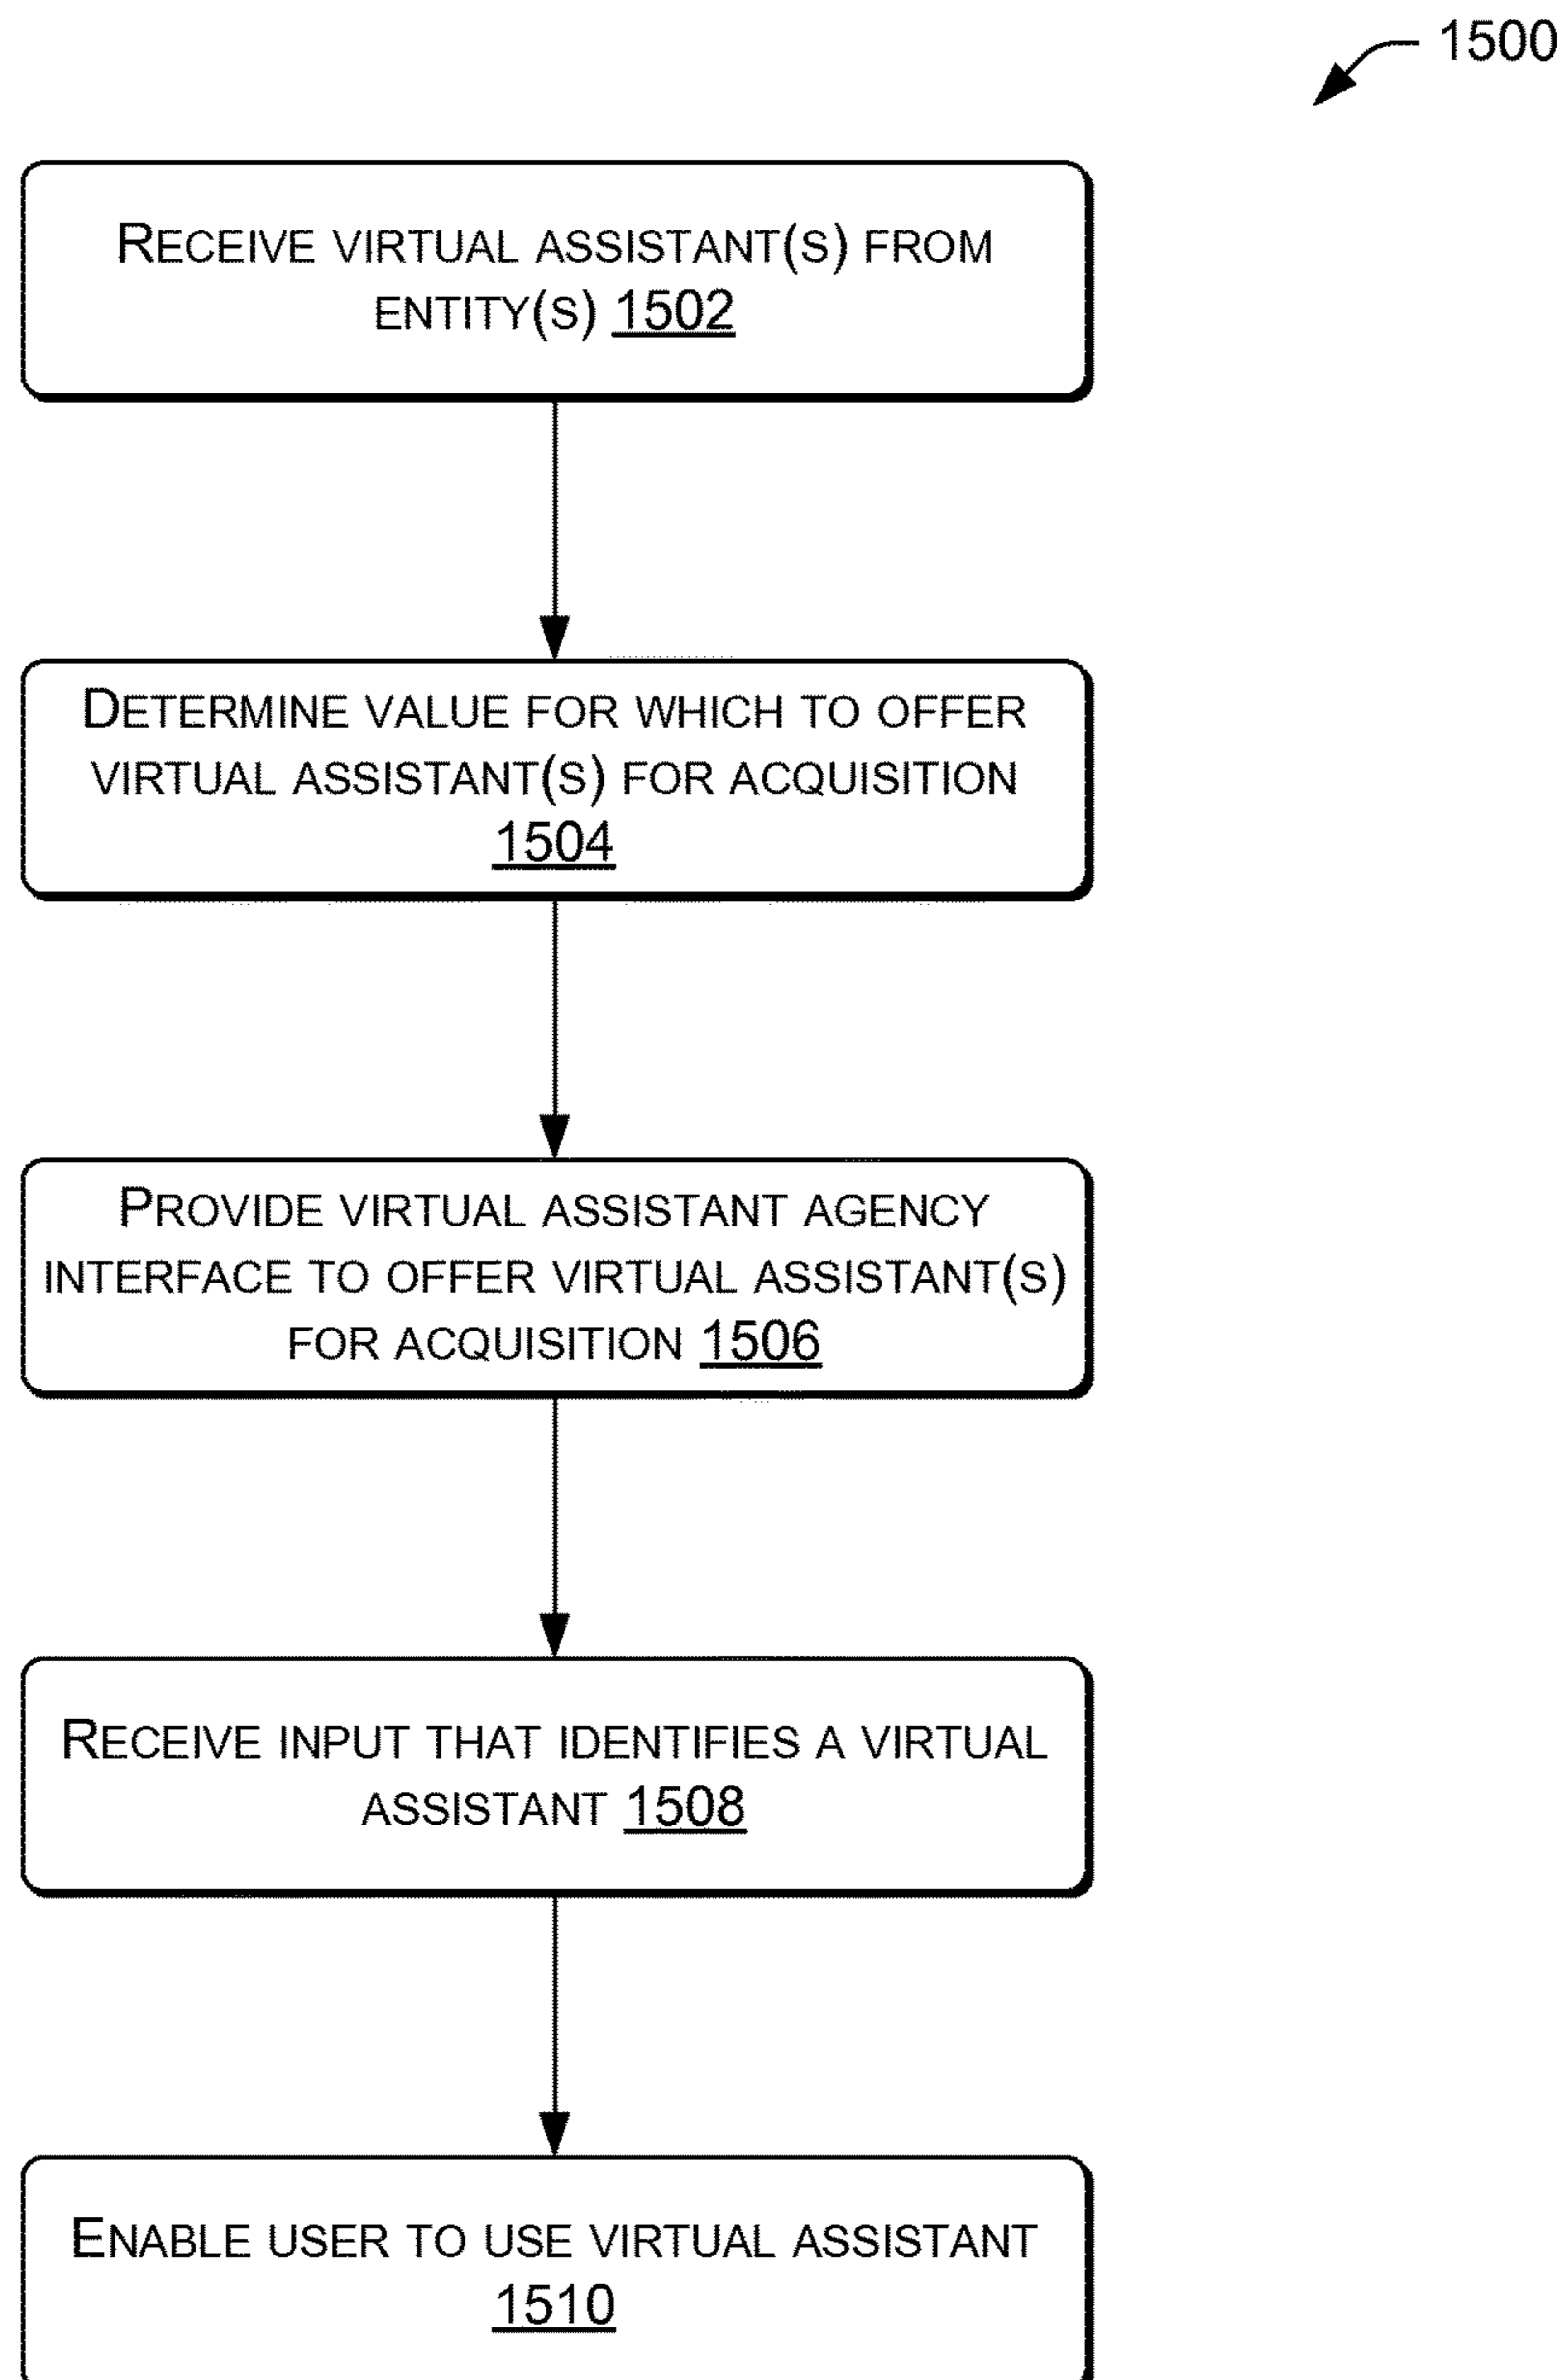 1500
RECEIVE VIRTUAL ASSISTANT(S) FROM
ENTITY(S) 1502
DETERMINE VALUE FOR WHICH TO OFFER
VIRTUAL ASSISTANT(S) FOR ACQUISITION
1504
PROVIDE VIRTUAL ASSISTANT AGENCY
INTERFACE TO OFFER VIRTUAL ASSISTANT(S)
FOR ACQUISITION 1506
RECEIVE INPUT THAT IDENTIFIES A VIRTUAL
ASSISTANT 1508
ENABLE USER TO USE VIRTUAL ASSISTANT
1510